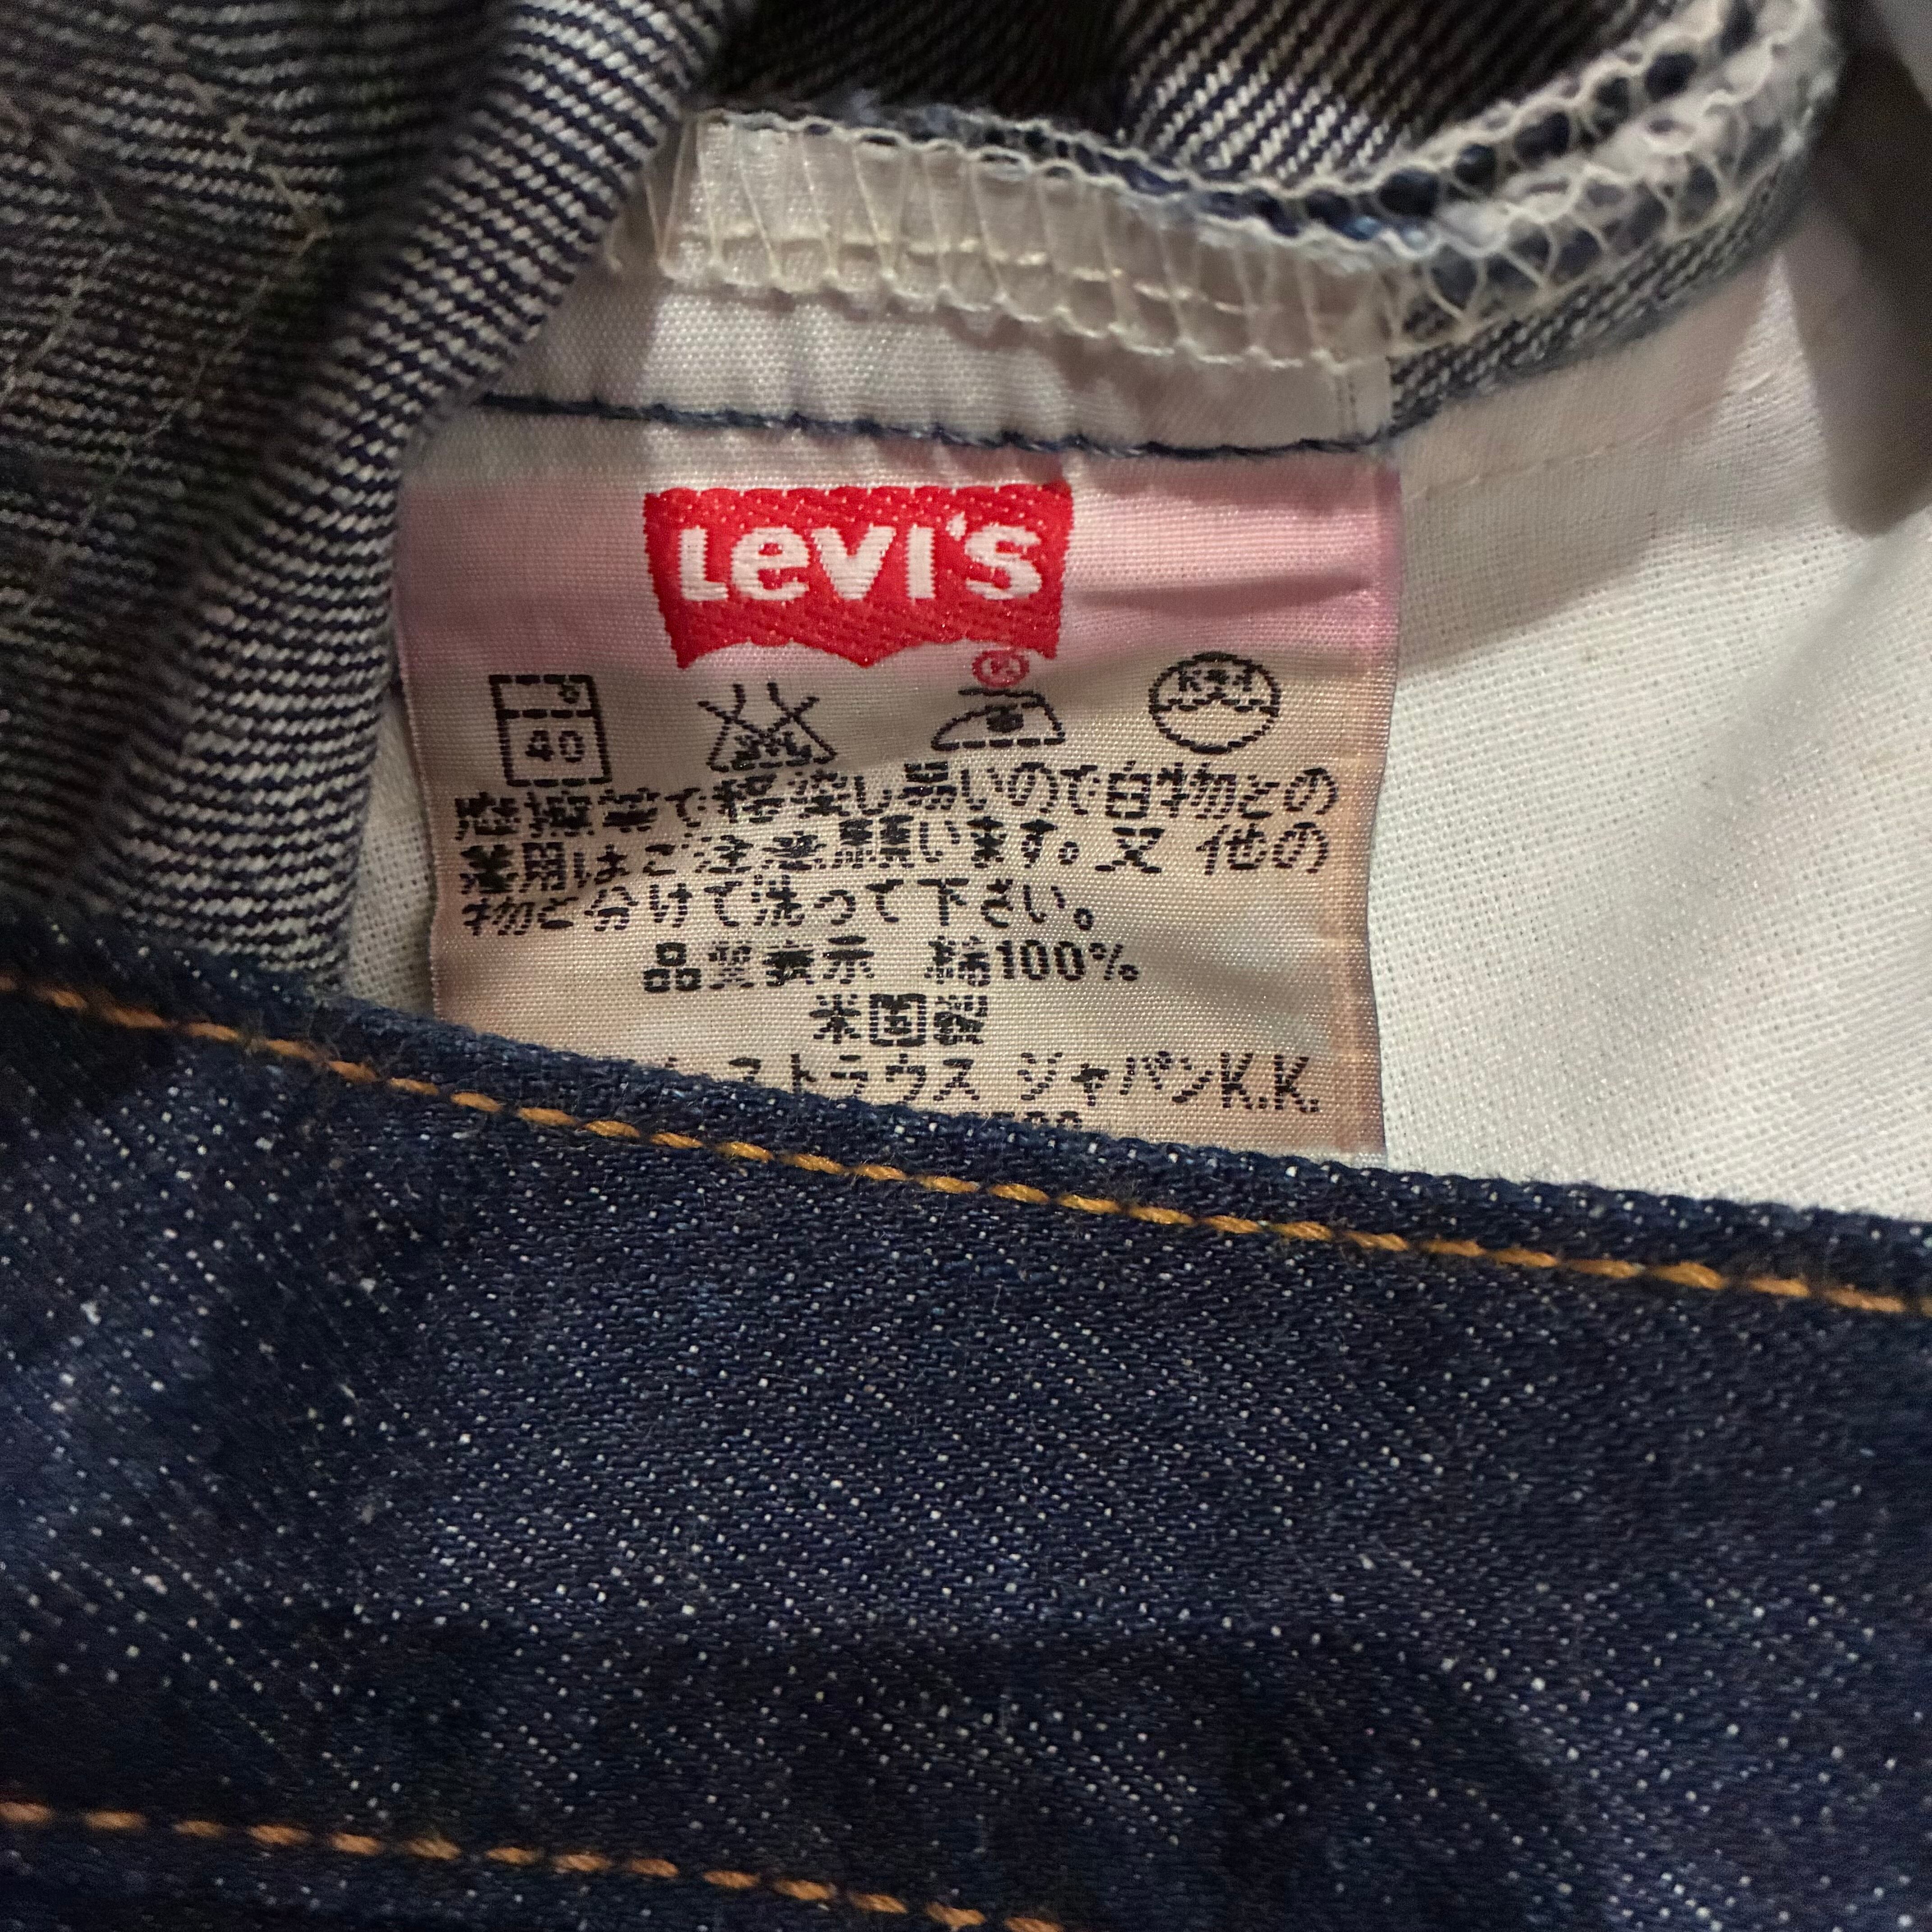 Levi's
®
40
摩擦等で移染し易いので白物との
着用はご注意願います。又 他の
物と分けて洗って下さい。
品質表示 綿100%
米国製
ストラウス ジャパンK.K.